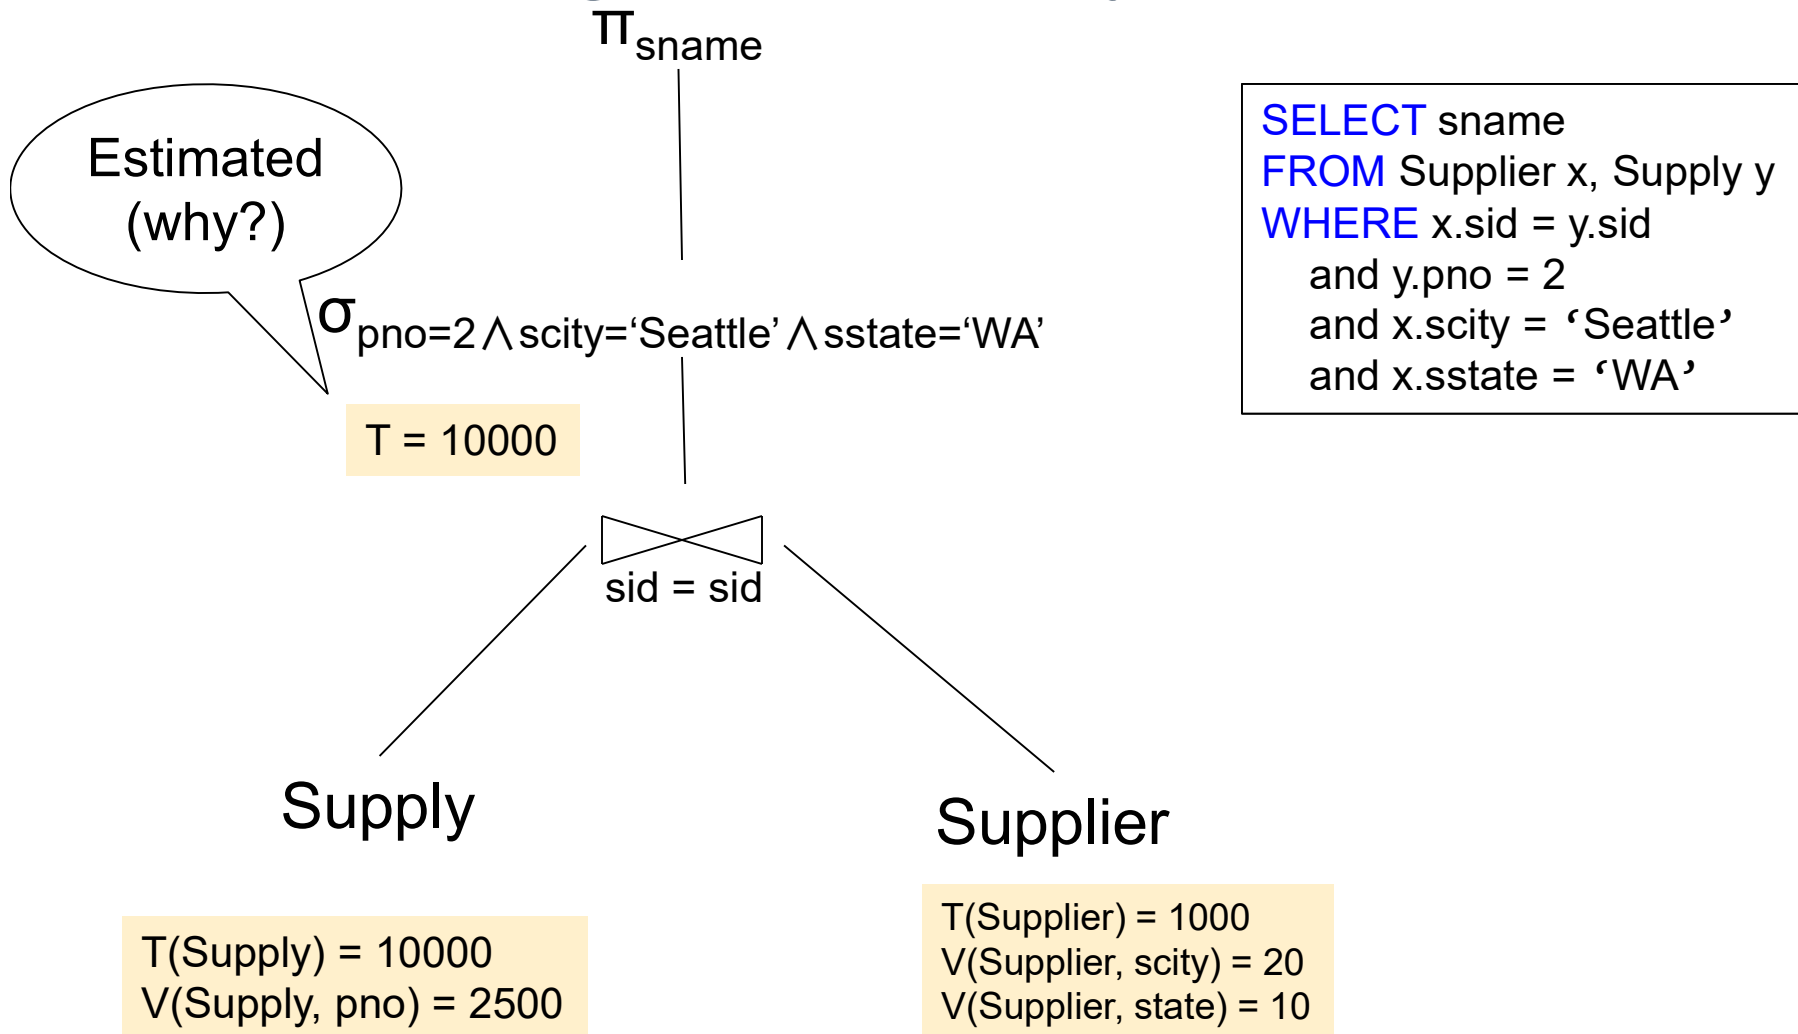 π sname
Estimated
(why?)
SELECT sname
FROM Supplier x, Supply y
WHERE x.sid = y.sid
and y.pno = 2
and x.scity = ‘Seattle’
and x.sstate = ‘WA’
σ pno=2 ∧ scity=‘Seattle’ ∧ sstate=‘WA’
T = 10000
sid = sid
Supply
Supplier
T(Supply) = 10000
V(Supply, pno) = 2500
T(Supplier) = 1000
V(Supplier, scity) = 20
V(Supplier, state) = 10